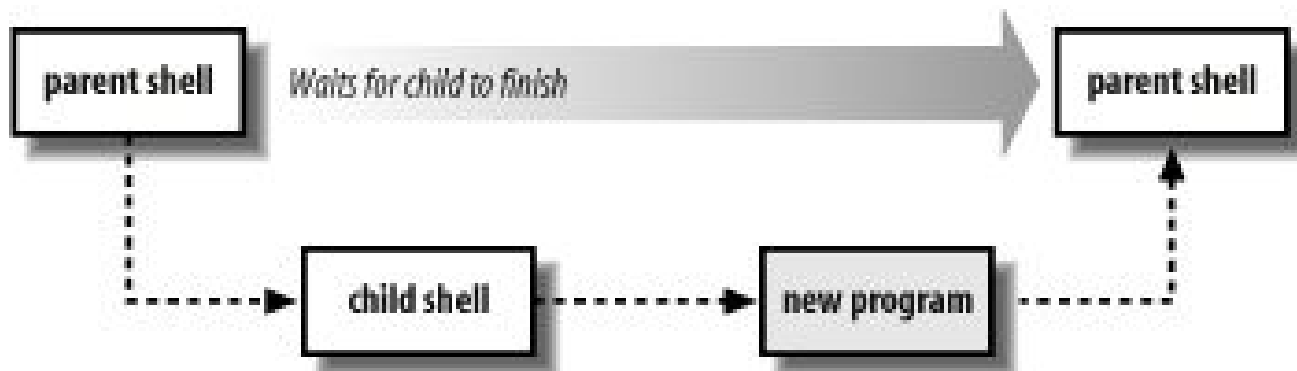 parent shell
Waits for child to finish
parent shell
child shell
new program